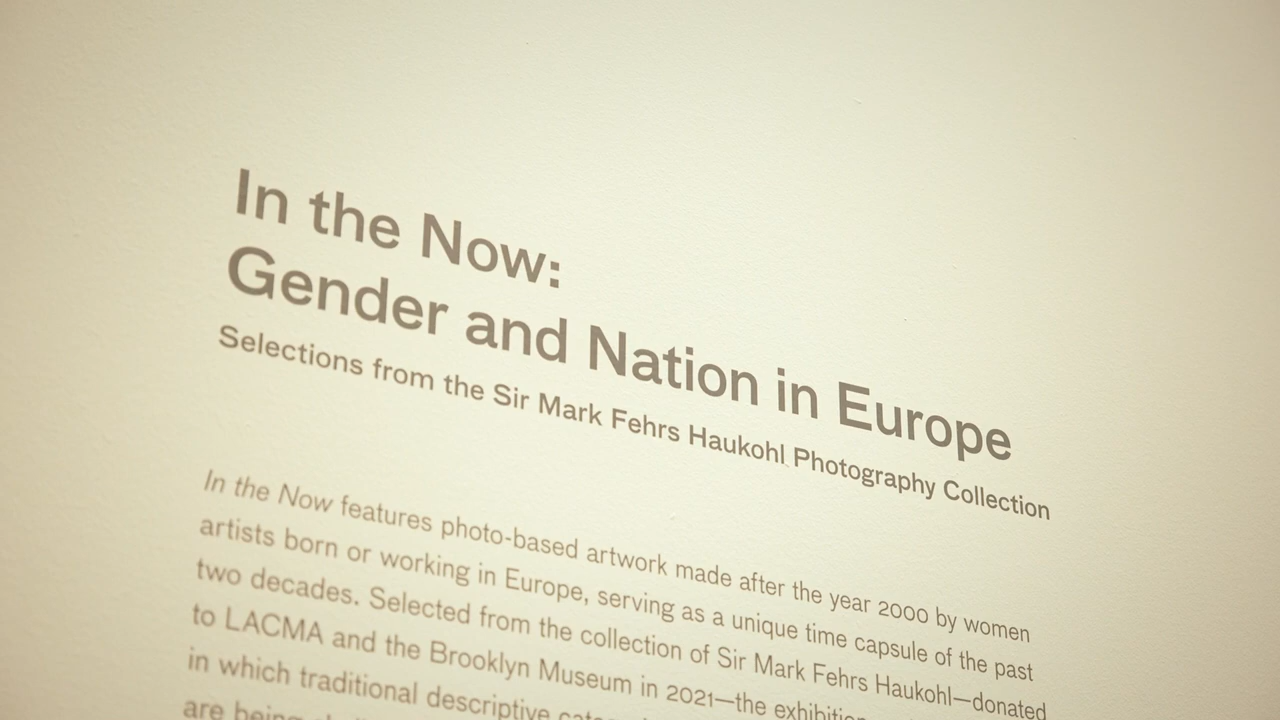 In the Now:
Gender and Nation in Europe
Selections from the Sir Mark Fehrs Haukohl Photography Collection
In the Now features photo-based artwork made after the year 2000 by women
artists born or working in Europe, serving as a unique time capsule of the past
two decades. Selected from the collection of Sir Mark Fehrs Haukohl—donated
to LACMA and the Brooklyn Museum in 2021—the exhibition
in which traditional descriptive
are being